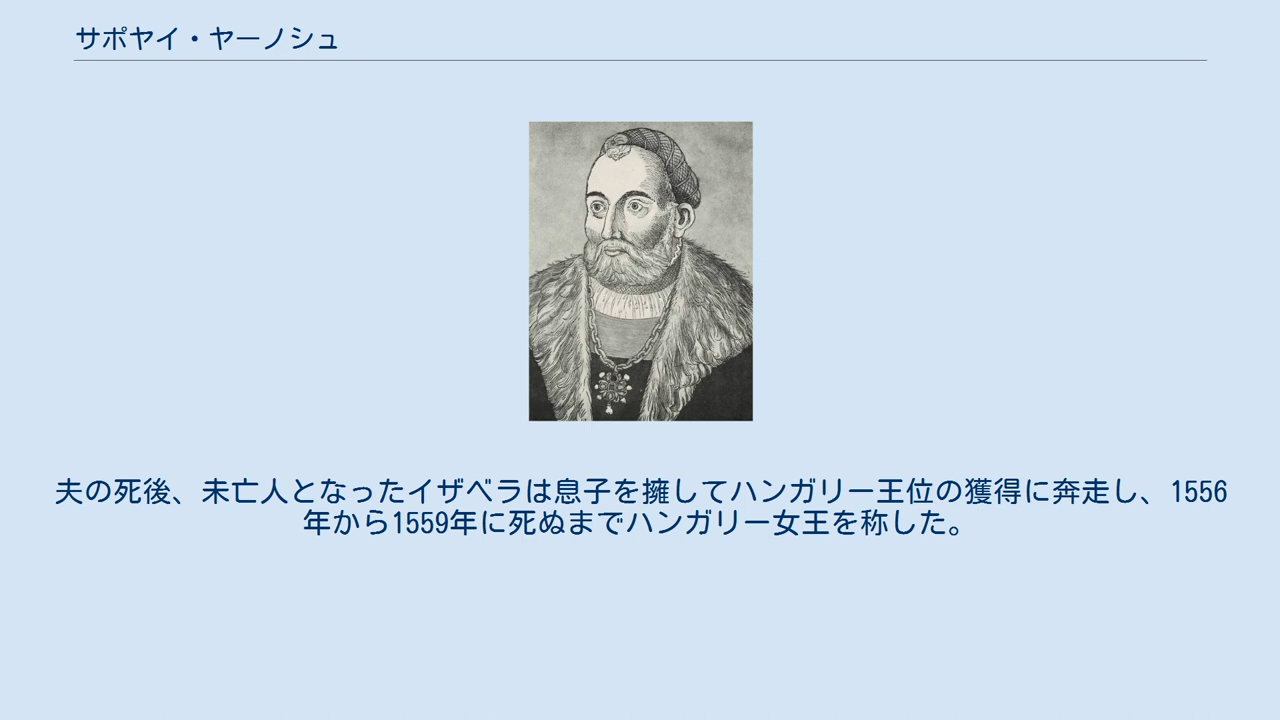 サポヤイ・ヤーノシュ
夫の死後、未亡人となったイザベラは息子を擁してハンガリー王位の獲得に奔走し、1556
年から1559年に死ぬまでハンガリー女王を称した。